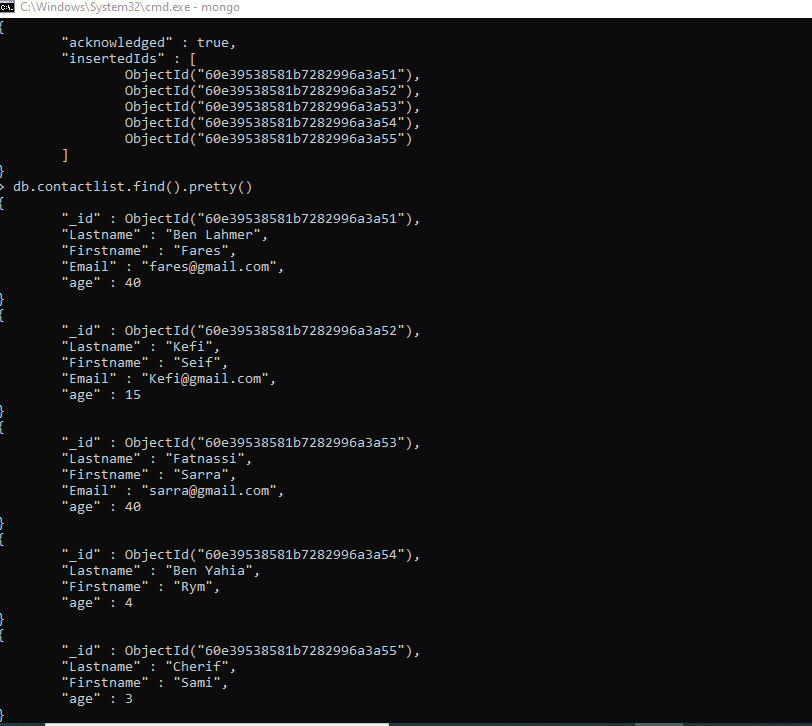 C:\Windows\System32\cmd.exe - mongo
{
"acknowledged" : true,
"insertedIds" : [
ObjectId("60e39538581b7282996a3a51"),
ObjectId("60e39538581b7282996a3a52"),
ObjectId("60e39538581b7282996a3a53"),
ObjectId("60e39538581b7282996a3a54"),
ObjectId("60e39538581b7282996a3a55")
]
}
> db.contactlist.find().pretty()
{
"_id" : ObjectId("60e39538581b7282996a3a51"),
"Lastname" : "Ben Lahmer",
"Firstname" : "Fares",
"Email" : "fares@gmail.com",
"age" : 40
}
{
"_id" : ObjectId("60e39538581b7282996a3a52"),
"Lastname" : "Kefi",
"Firstname" : "Seif",
"Email" : "Kefi@gmail.com",
"age" : 15
}
{
"_id" : ObjectId("60e39538581b7282996a3a53"),
"Lastname" : "Fatnassi",
"Firstname" : "Sarra",
"Email" : "sarra@gmail.com",
"age" : 40
}
{
"_id" : ObjectId("60e39538581b7282996a3a54"),
"Lastname" : "Ben Yahia",
"Firstname" : "Rym",
"age" : 4
}
{
"_id" : ObjectId("60e39538581b7282996a3a55"),
"Lastname" : "Cherif",
"Firstname" : "Sami",
"age" : 3
}